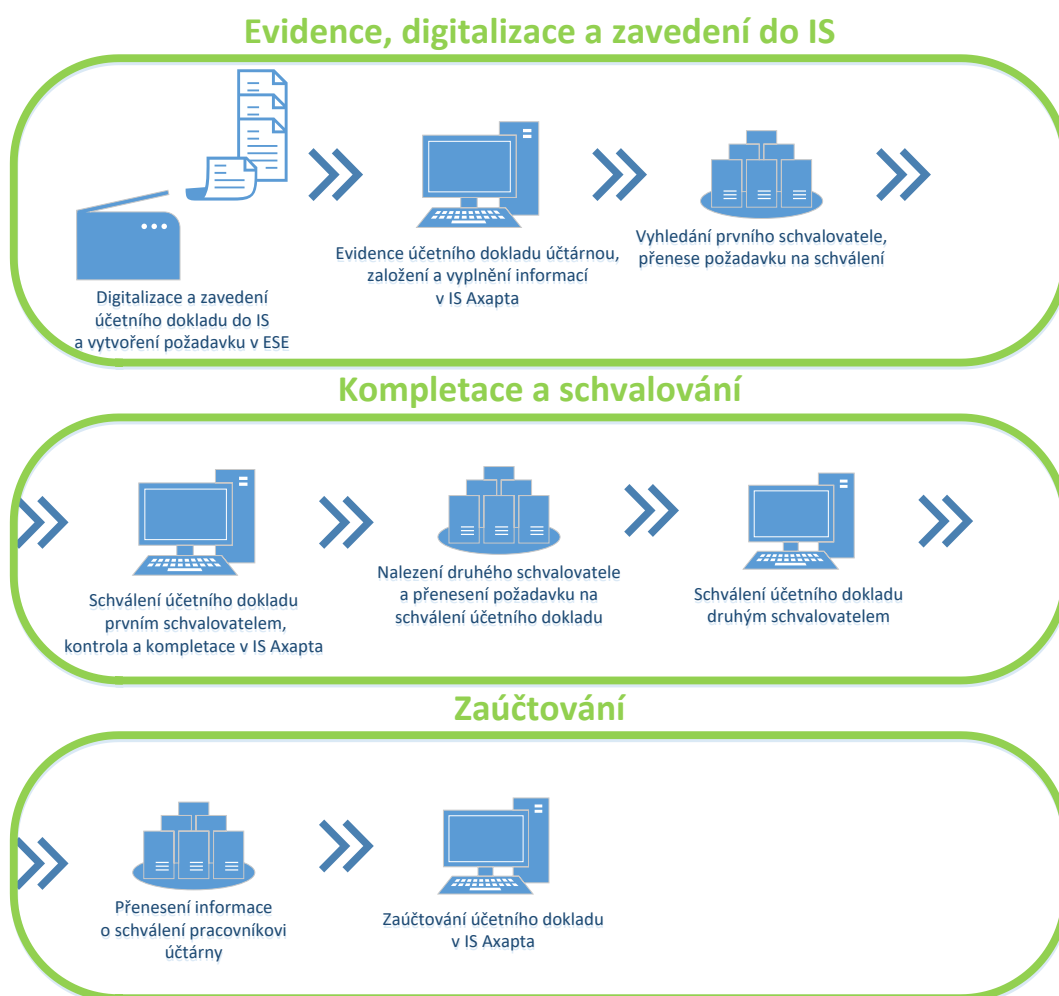 Evidence, digitalizace a zavedení do IS
Digitalizace a zavedení
účetního dokladu do IS
a vytvoření požadavku v ESE
Evidence účetního dokladu účtárnou,
založení a vyplnění informací
v IS Axapta
Vyhledání prvního schvalovatele,
přenese požadavku na schválení
Kompletace a schvalování
Schválení účetního dokladu
prvním schvalovatelem,
kontrola a kompletace v IS Axapta
Nalezení druhého schvalovatele
a přenesení požadavku na
schválení účetního dokladu
Schválení účetního dokladu
druhým schvalovatelem
Zaúčtování
Přenesení informace
o schválení pracovníkovi
účtárny
Zaúčtování účetního dokladu
v IS Axapta